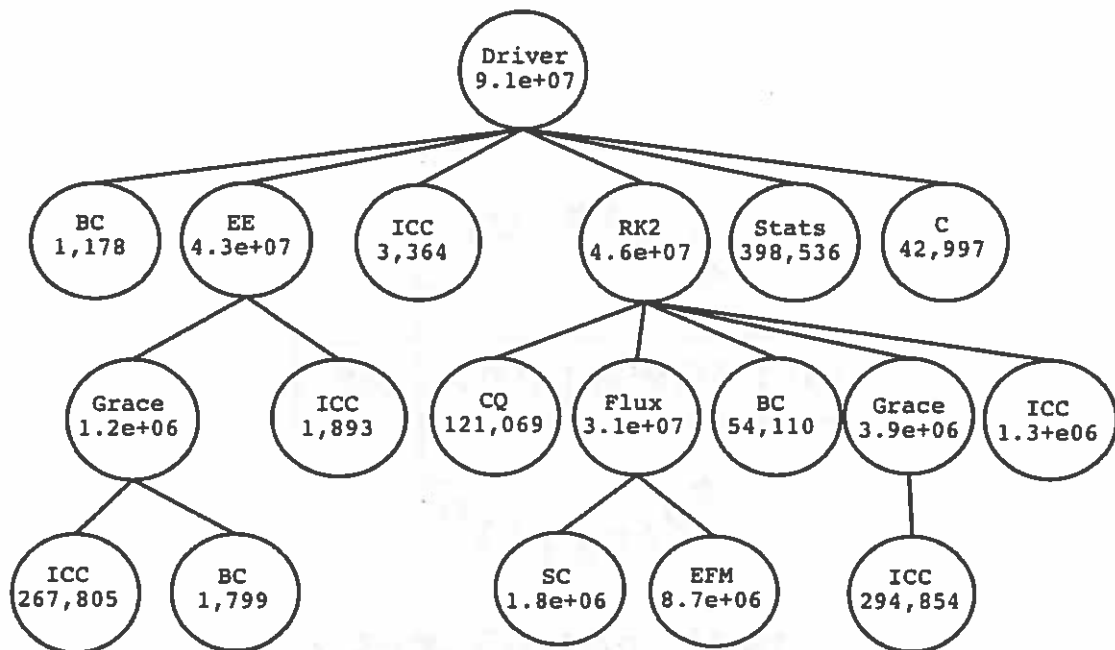 Driver
9.1e+07
BC
1,178
EE
4.3e+07
ICC
3,364
RK2
4.6e+07
Stats
398,536
C
42,997
Grace
1.2e+06
ICC
1,893
CQ
121,069
Flux
3.1e+07
BC
54,110
Grace
3.9e+06
ICC
1.3+e06
ICC
267,805
BC
1,799
SC
1.8e+06
EFM
8.7e+06
ICC
294,854